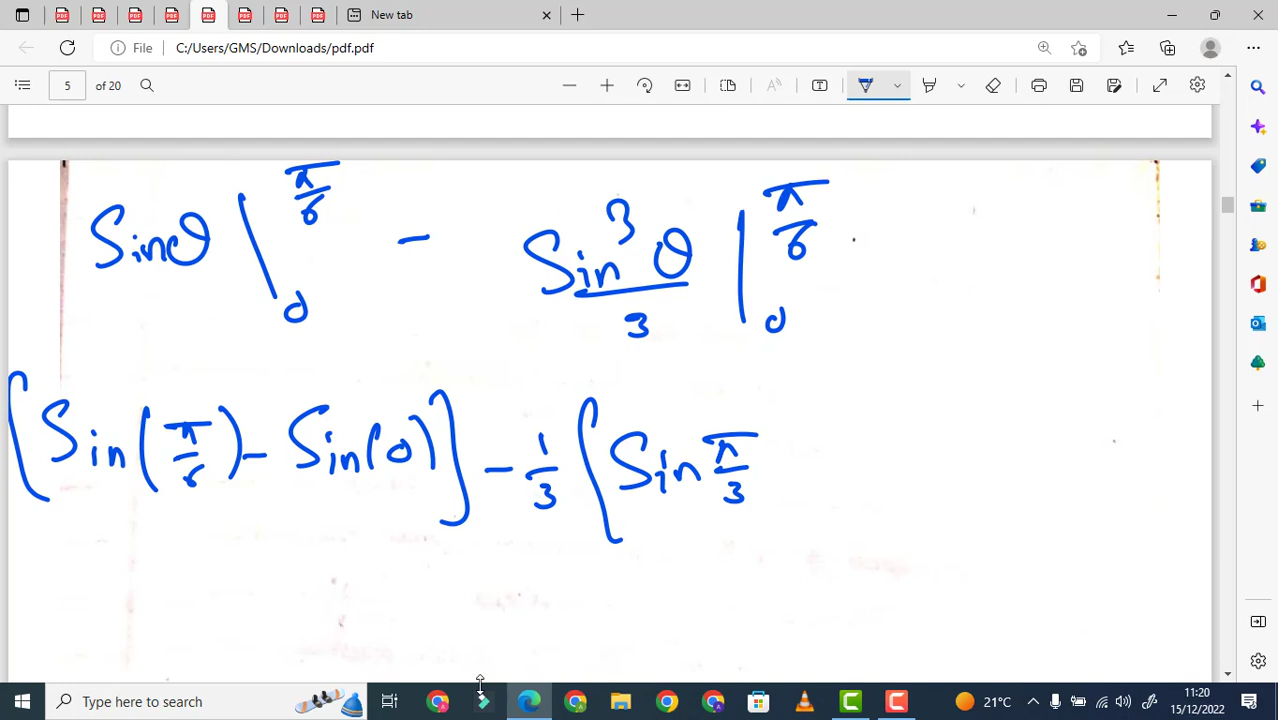 New tab
File C:/Users/GMS/Downloads/pdf.pdf
5 of 20
Sinθ |₀^{π/6} - Sin³θ/3 |₀^{π/6}
[Sin(π/6) - Sin(0)] - 1/3 [Sin π/3
Type here to search
21°C
11:20
15/12/2022